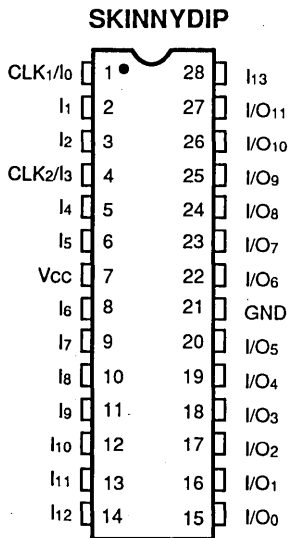 SKINNYDIP
CLK1/I0 1 28 I13
I1 2 27 I/O11
I2 3 26 I/O10
CLK2/I3 4 25 I/O9
I4 5 24 I/O8
I5 6 23 I/O7
VCC 7 22 I/O6
I6 8 21 GND
I7 9 20 I/O5
I8 10 19 I/O4
I9 11 18 I/O3
I10 12 17 I/O2
I11 13 16 I/O1
I12 14 15 I/O0